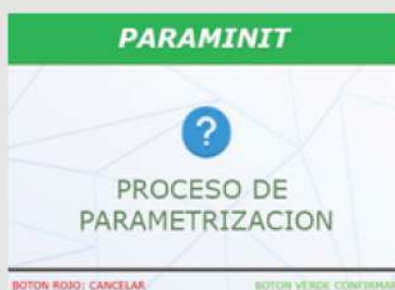 PARAMINIT
?
PROCESO DE
PARAMETRIZACION
BOTON ROJO: CANCELAR
BOTON VERDE CONFIRMAR